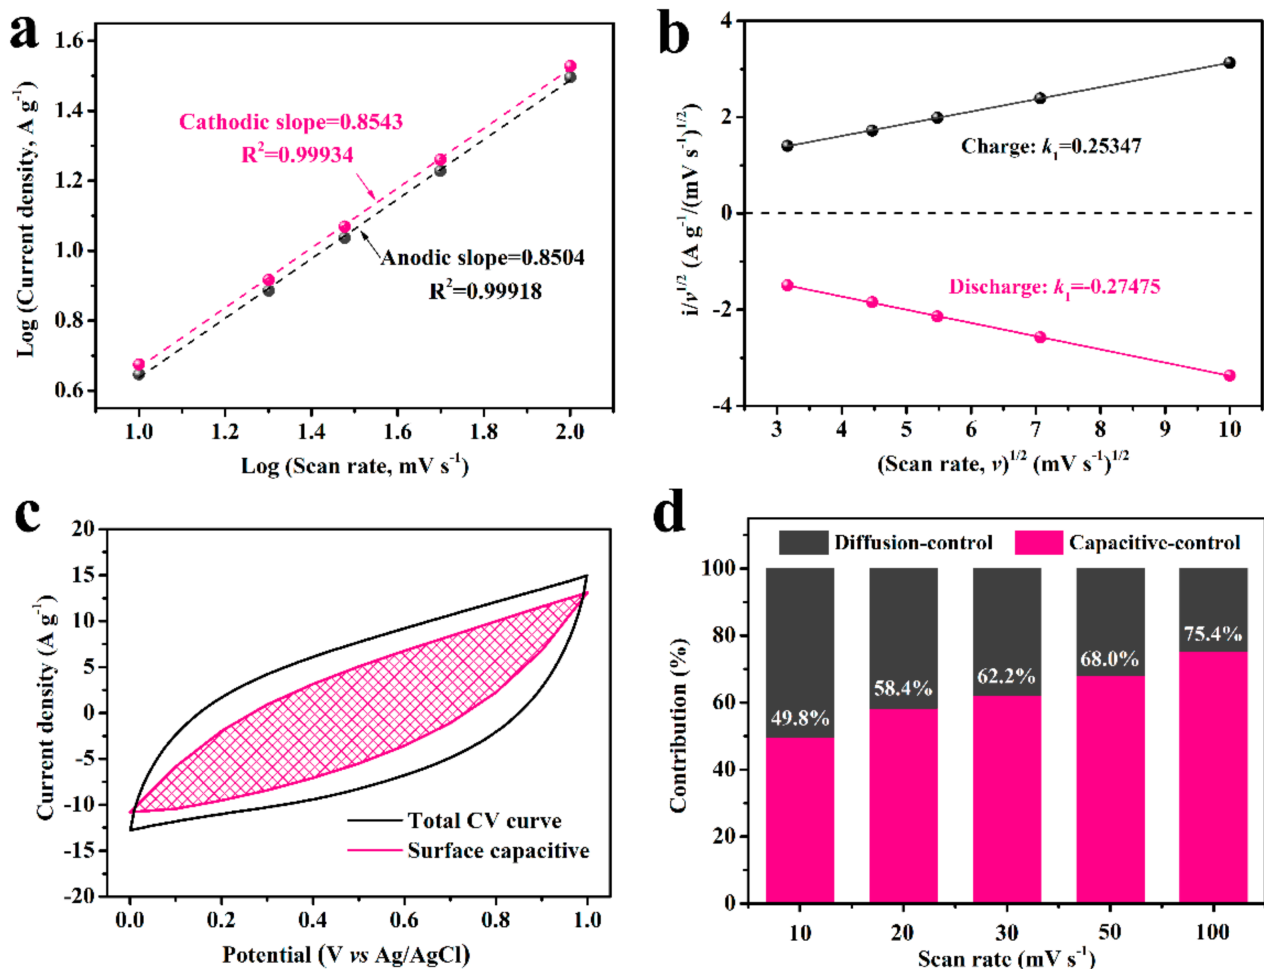 a
Log (Current density, A g⁻¹)
1.6
1.4
1.2
1.0
0.8
0.6
Cathodic slope=0.8543
R²=0.99934
Anodic slope=0.8504
R²=0.99918
1.0 1.2 1.4 1.6 1.8 2.0
Log (Scan rate, mV s⁻¹)
b
i/v¹/² (A g⁻¹/(mV s⁻¹)¹/²)
4
2
0
-2
-4
Charge: k₁=0.25347
Discharge: k₁=-0.27475
3 4 5 6 7 8 9 10
(Scan rate, v)¹/² (mV s⁻¹)¹/²
c
Current density (A g⁻¹)
20
15
10
5
0
-5
-10
-15
-20
Total CV curve
Surface capacitive
0.0 0.2 0.4 0.6 0.8 1.0
Potential (V vs Ag/AgCl)
d
Contribution (%)
Diffusion-control Capacitive-control
100
80
60
40
20
0
49.8%
58.4%
62.2%
68.0%
75.4%
10 20 30 50 100
Scan rate (mV s⁻¹)